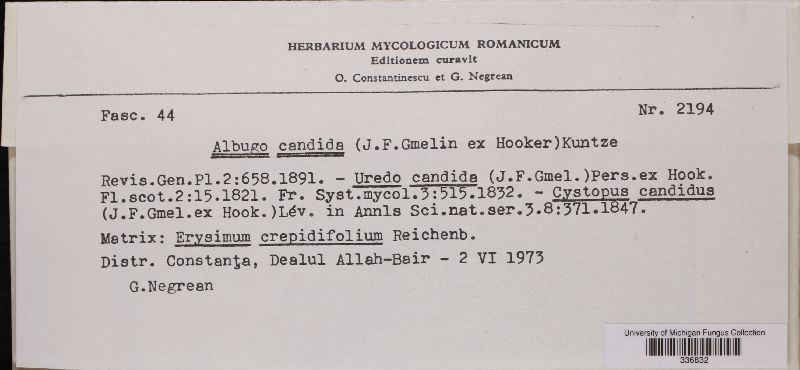 HERBARIUM MYCOLOGICUM ROMANICUM
Editionem curavit
O. Constantinescu et G. Negrean
Fasc. 44
Nr. 2194
Albugo candida (J.F.Gmelin ex Hooker)Kuntze
Revis.Gen.Pl.2:658.1891. - Uredo candida (J.F.Gmel.)Pers.ex Hook.
Fl.scot.2:15.1821. Fr. Syst.mycol.3:515.1832. - Cystopus candidus
(J.F.Gmel.ex Hook.)Lév. in Annls Sci.nat.ser.3.8:371.1847.
Matrix: Erysimum crepidifolium Reichenb.
Distr. Constanţa, Dealul Allah-Bair - 2 VI 1973
G.Negrean
University of Michigan Fungus Collection
336632